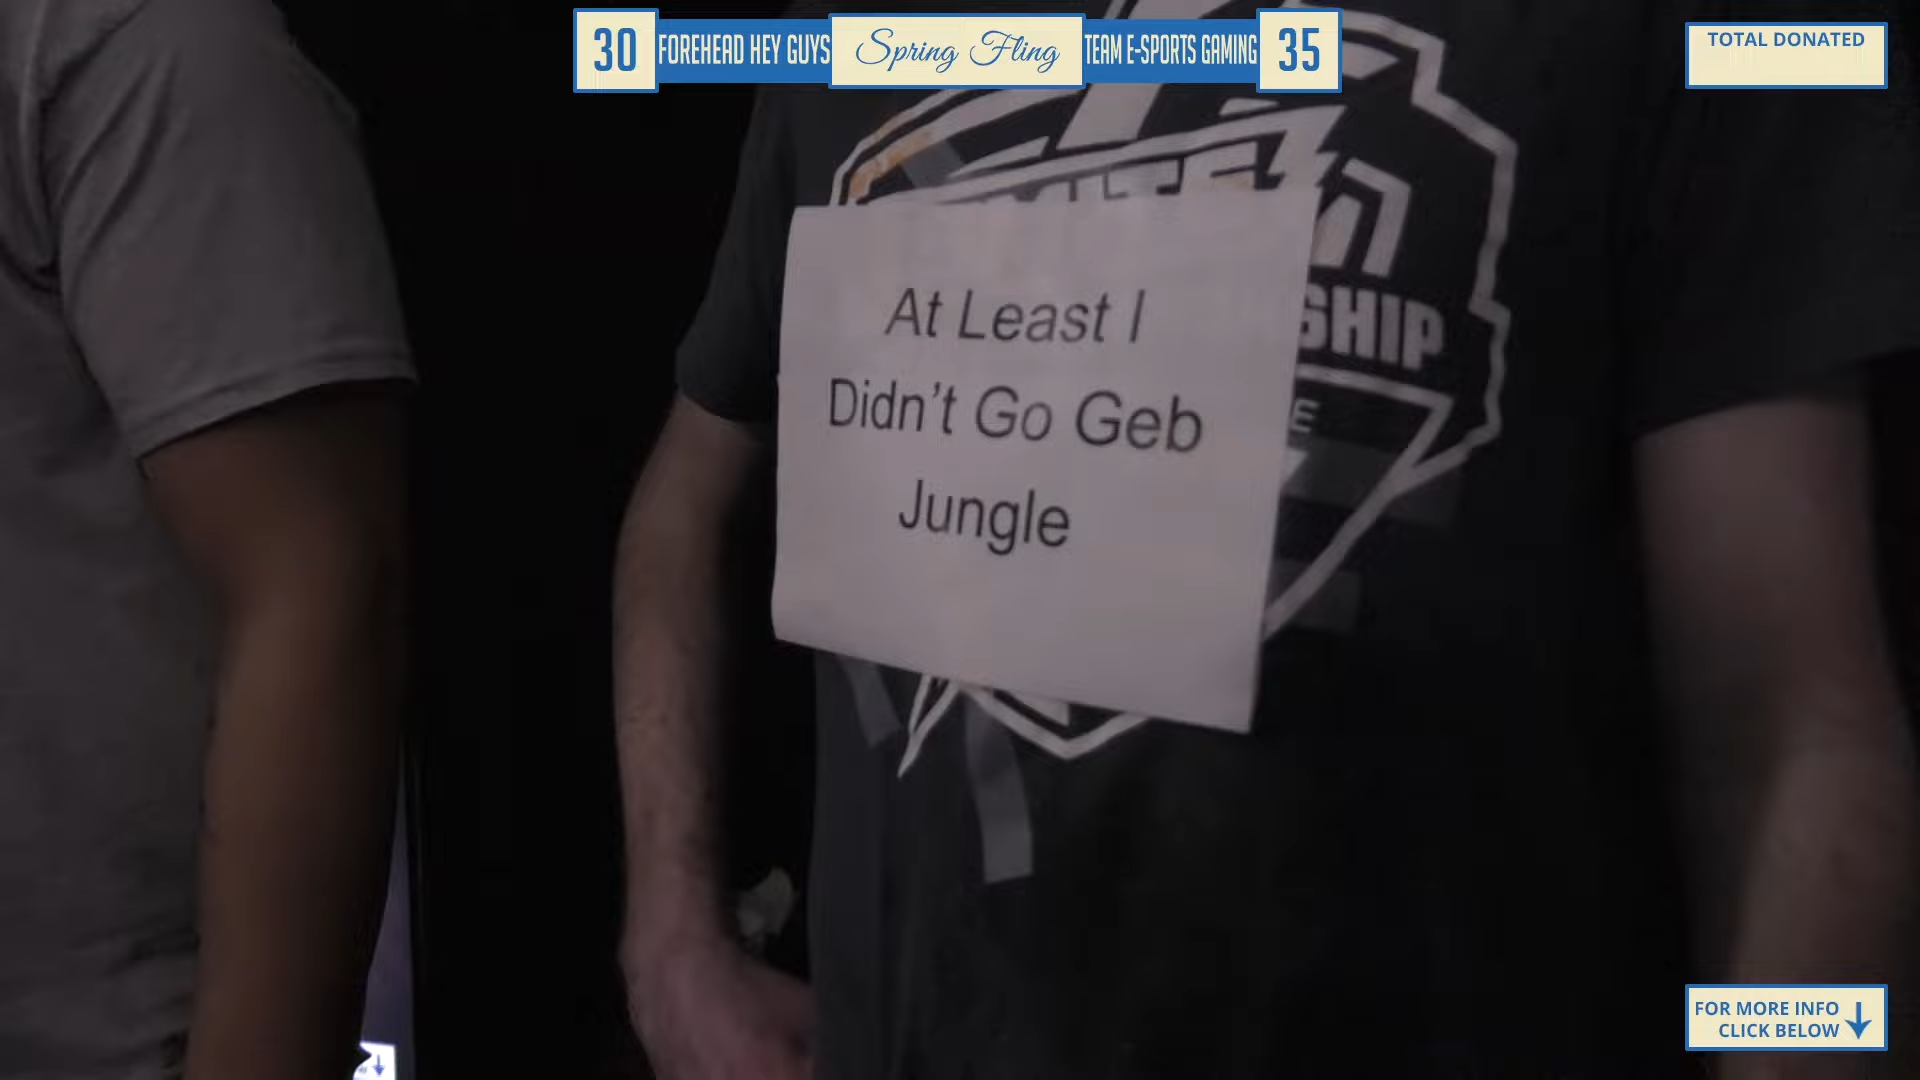 30 FOREHEAD HEY GUYS Spring Fling TEAM E-SPORTS GAMING 35
TOTAL DONATED
SHIP
At Least I
Didn't Go Geb
Jungle
E
FOR MORE INFO
CLICK BELOW